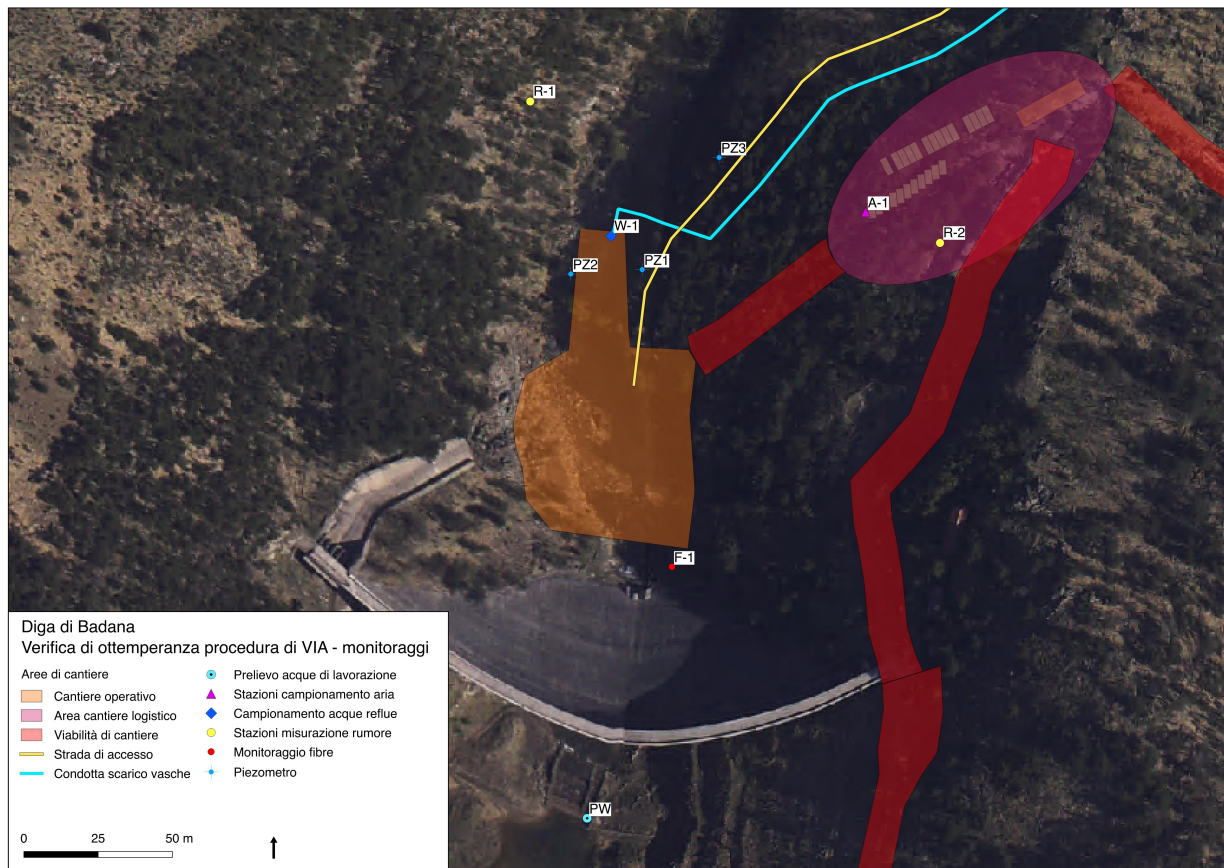 R-1
PZ3
A-1
W-1
R-2
PZ2
PZ1
F-1
Diga di Badana
Verifica di ottemperanza procedura di VIA - monitoraggi
Aree di cantiere
Cantiere operativo
Area cantiere logistico
Viabilità di cantiere
Strada di accesso
Condotta scarico vasche
Prelievo acque di lavorazione
Stazioni campionamento aria
Campionamento acque reflue
Stazioni misurazione rumore
Monitoraggio fibre
Piezometro
PW
0 25 50 m